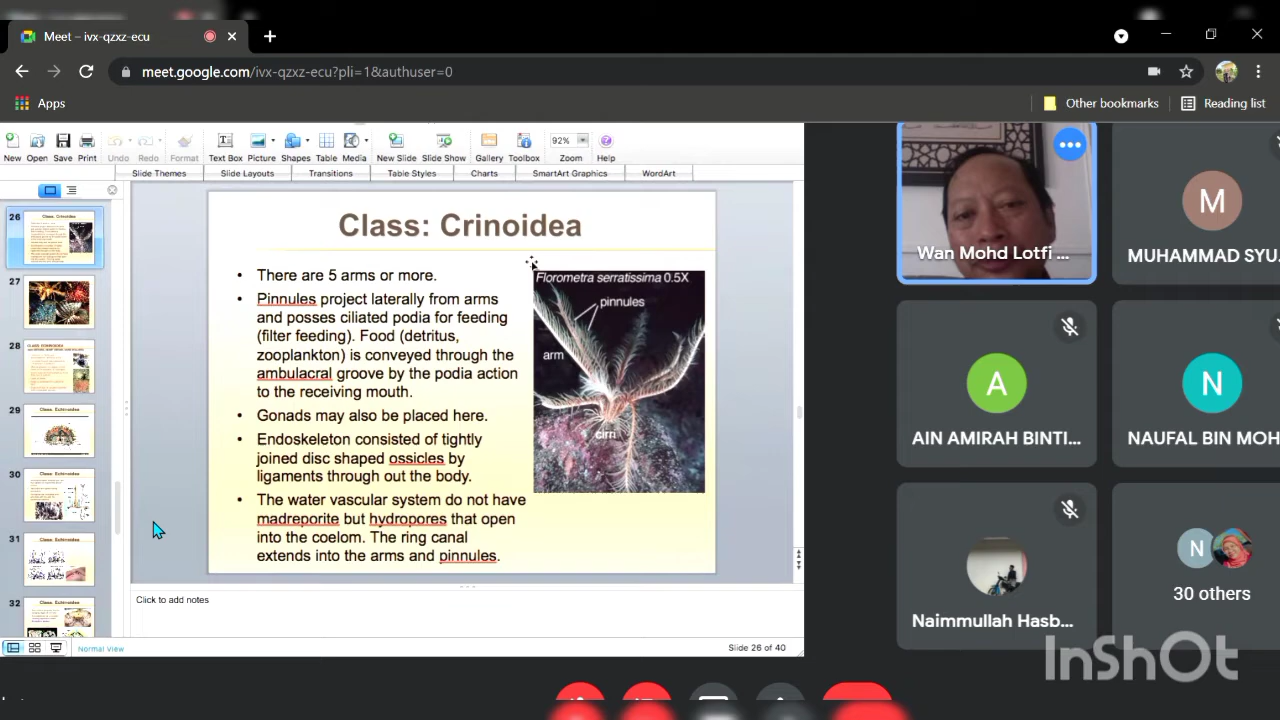 Meet – ivx-qzxz-ecu
meet.google.com/ivx-qzxz-ecu?pli=1&authuser=0
Apps
Other bookmarks
Reading list
New Open Save Print Undo Redo Format Text Box Picture Shapes Table Media New Slide Slide Show Gallery Toolbox Zoom Help
92%
Slide Themes Slide Layouts Transitions Table Styles Charts SmartArt Graphics WordArt
26
27
28
29
30
31
32
Class: Crinoidea
• There are 5 arms or more.
• Pinnules project laterally from arms
and posses ciliated podia for feeding
(filter feeding). Food (detritus,
zooplankton) is conveyed through the
ambulacral groove by the podia action
to the receiving mouth.
• Gonads may also be placed here.
• Endoskeleton consisted of tightly
joined disc shaped ossicles by
ligaments through out the body.
• The water vascular system do not have
madreporite but hydropores that open
into the coelom. The ring canal
extends into the arms and pinnules.
Florometra serratissima 0.5X
pinnules
arm
cirri
Click to add notes
Normal View
Slide 26 of 40
Wan Mohd Lotfi ...
M
MUHAMMAD SYU...
A
AIN AMIRAH BINTI...
N
NAUFAL BIN MOH
Naimmullah Hasb...
N
30 others
InShOt